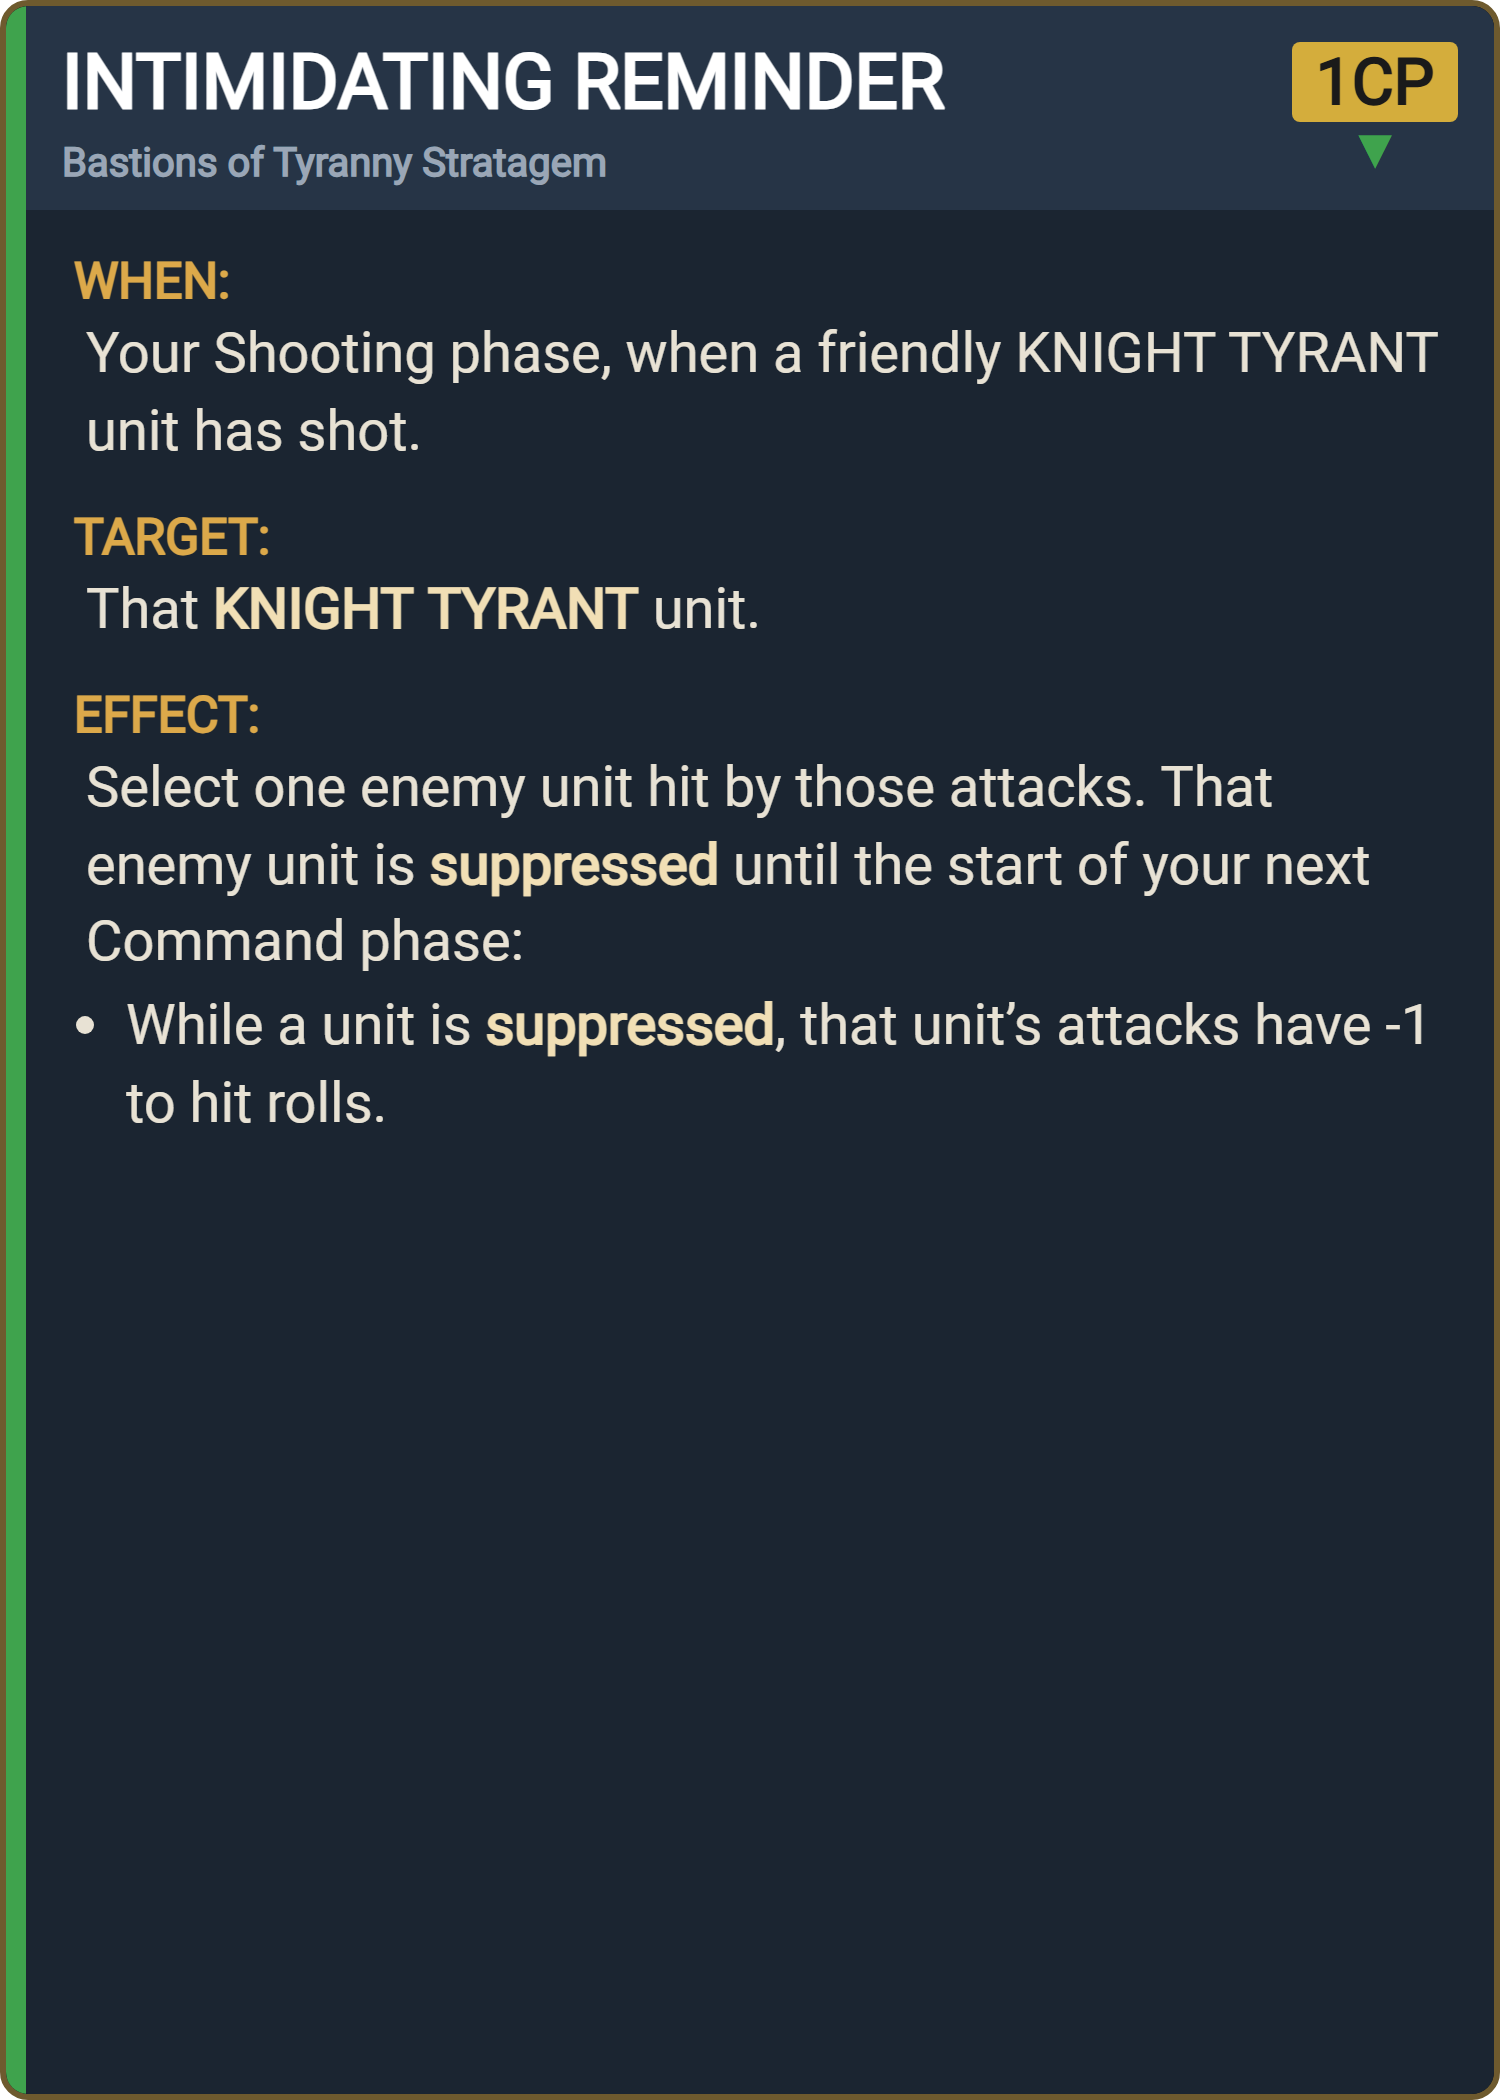 INTIMIDATING REMINDER
1CP
Bastions of Tyranny Stratagem
WHEN:
Your Shooting phase, when a friendly KNIGHT TYRANT
unit has shot.
TARGET:
That KNIGHT TYRANT unit.
EFFECT:
Select one enemy unit hit by those attacks. That
enemy unit is suppressed until the start of your next
Command phase:
• While a unit is suppressed, that unit’s attacks have -1
to hit rolls.